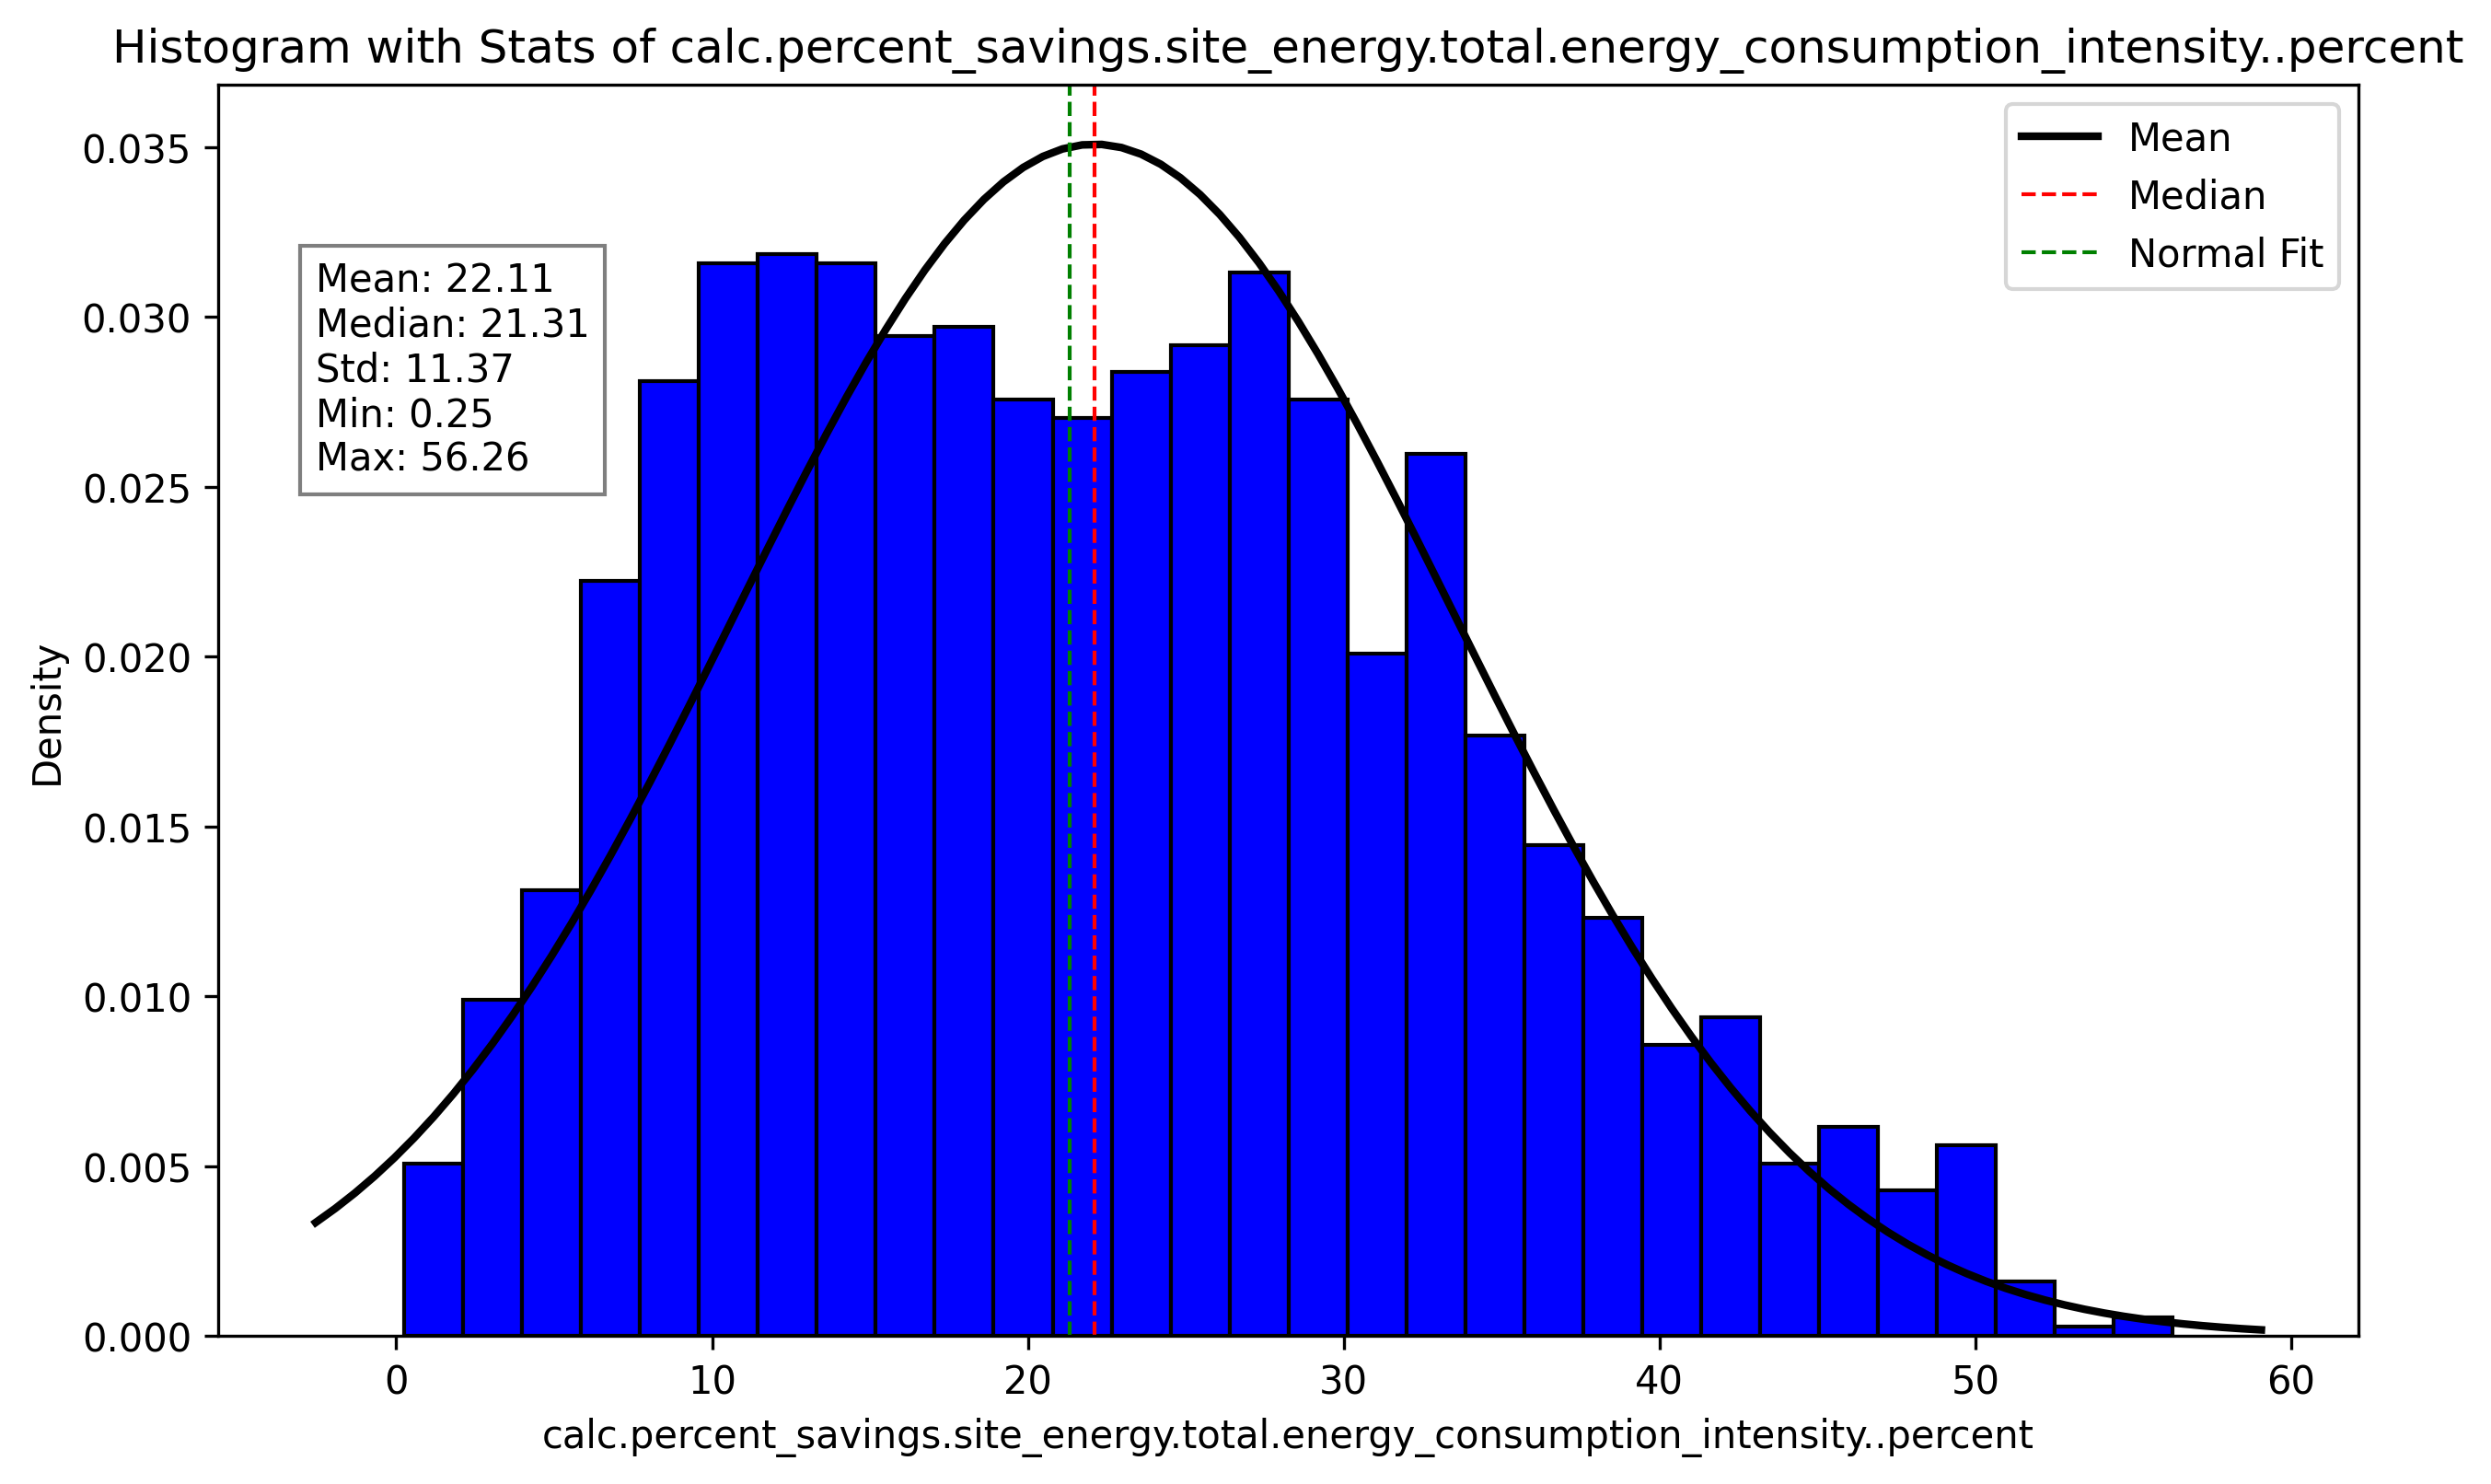 Histogram with Stats of calc.percent_savings.site_energy.total.energy_consumption_intensity..percent
Mean
Median
Normal Fit
Mean: 22.11
Median: 21.31
Std: 11.37
Min: 0.25
Max: 56.26
Density
0.035
0.030
0.025
0.020
0.015
0.010
0.005
0.000
0 10 20 30 40 50 60
calc.percent_savings.site_energy.total.energy_consumption_intensity..percent